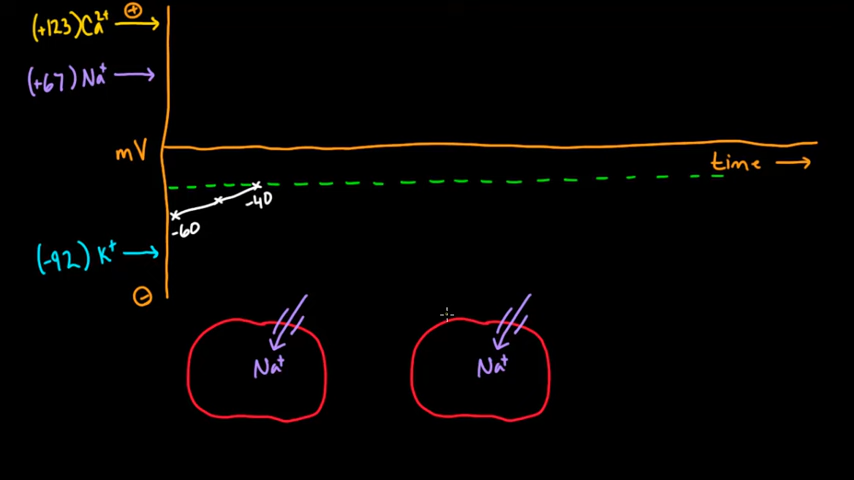 (+123) Ca²⁺ +
(+67) Na⁺
mV
time
-40
-60
(-92) K⁺
−
Na⁺ Na⁺